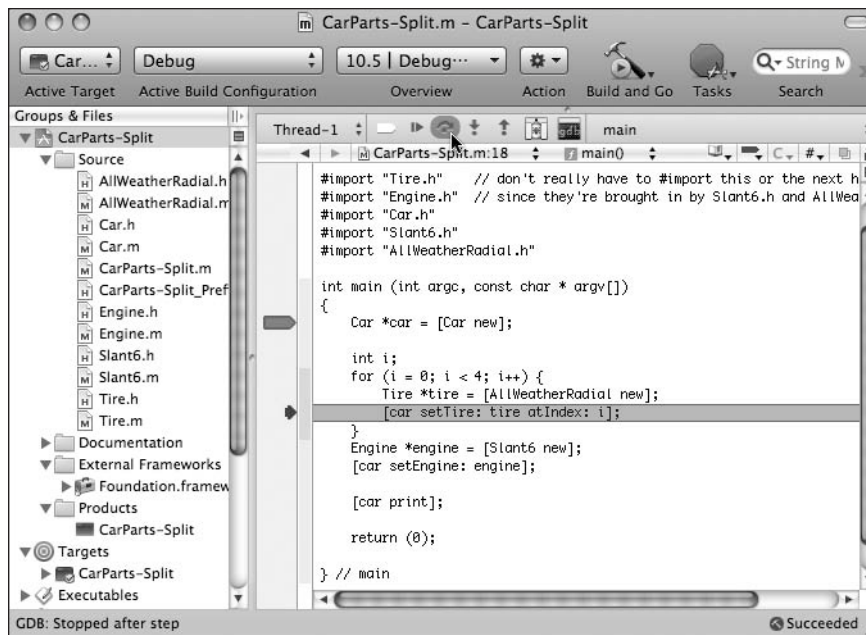 CarParts-Split.m – CarParts-Split
Car...
Debug
10.5 | Debug...
String M
Active Target
Active Build Configuration
Overview
Action
Build and Go
Tasks
Search
Groups & Files
CarParts-Split
Source
AllWeatherRadial.h
AllWeatherRadial.m
Car.h
Car.m
CarParts-Split.m
CarParts-Split_Pref
Engine.h
Engine.m
Slant6.h
Slant6.m
Tire.h
Tire.m
Documentation
External Frameworks
Foundation.framew
Products
CarParts-Split
Targets
CarParts-Split
Executables
Thread-1
gdb
main
CarParts-Split.m:18
main()
C
#
#import "Tire.h" // don't really have to #import this or the next h
#import "Engine.h" // since they're brought in by Slant6.h and AllWea
#import "Car.h"
#import "Slant6.h"
#import "AllWeatherRadial.h"
int main (int argc, const char * argv[])
{
Car *car = [Car new];
int i;
for (i = 0; i < 4; i++) {
Tire *tire = [AllWeatherRadial new];
[car setTire: tire atIndex: i];
}
Engine *engine = [Slant6 new];
[car setEngine: engine];
[car print];
return (0);
} // main
GDB: Stopped after step
Succeeded